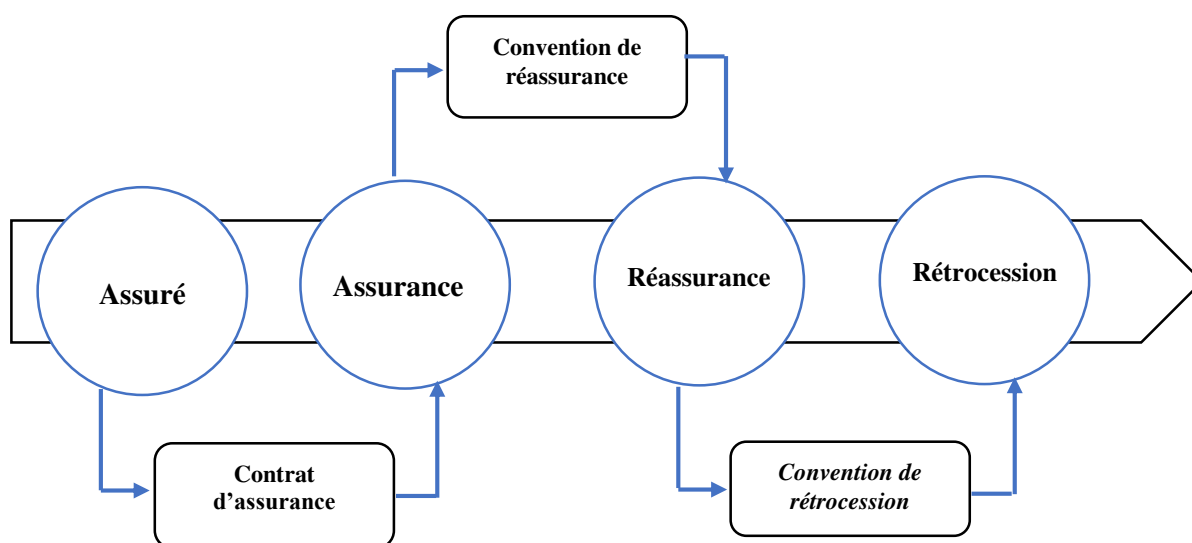 Convention de
réassurance
Assuré
Assurance
Réassurance
Rétrocession
Contrat
d’assurance
Convention de
rétrocession